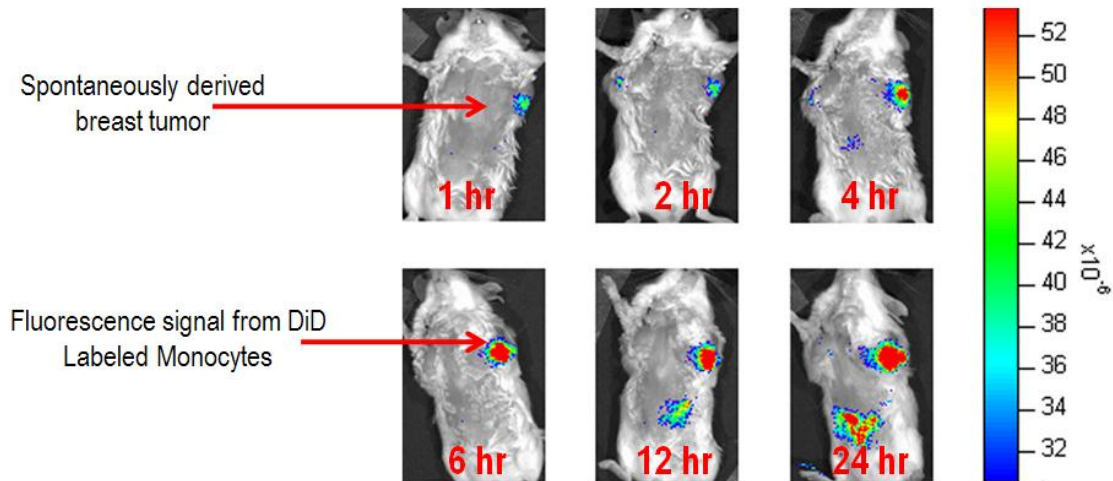 Spontaneously derived
breast tumor
1 hr
2 hr
4 hr
Fluorescence signal from DiD
Labeled Monocytes
6 hr
12 hr
24 hr
52
50
48
46
44
42
40
38
36
34
32
x10⁻⁶